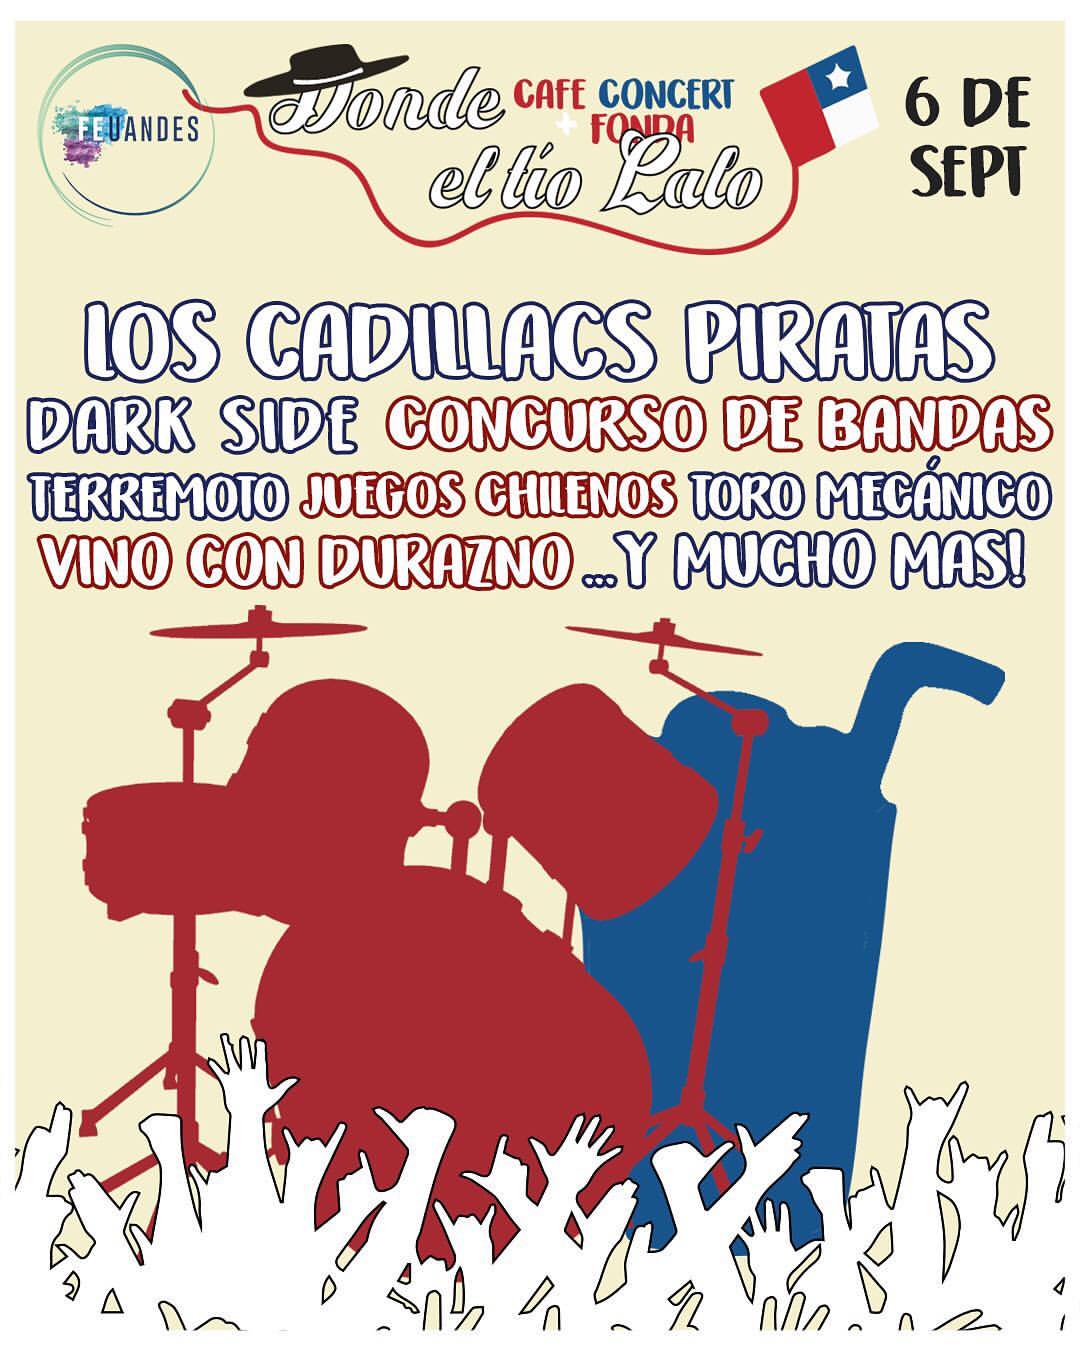 FEUANDES
Donde
CAFE CONCERT
+ FONDA
el tío Lalo
6 DE
SEPT
LOS CADILLACS PIRATAS
DARK SIDE CONCURSO DE BANDAS
TERREMOTO JUEGOS CHILENOS TORO MECÁNICO
VINO CON DURAZNO ...Y MUCHO MAS!